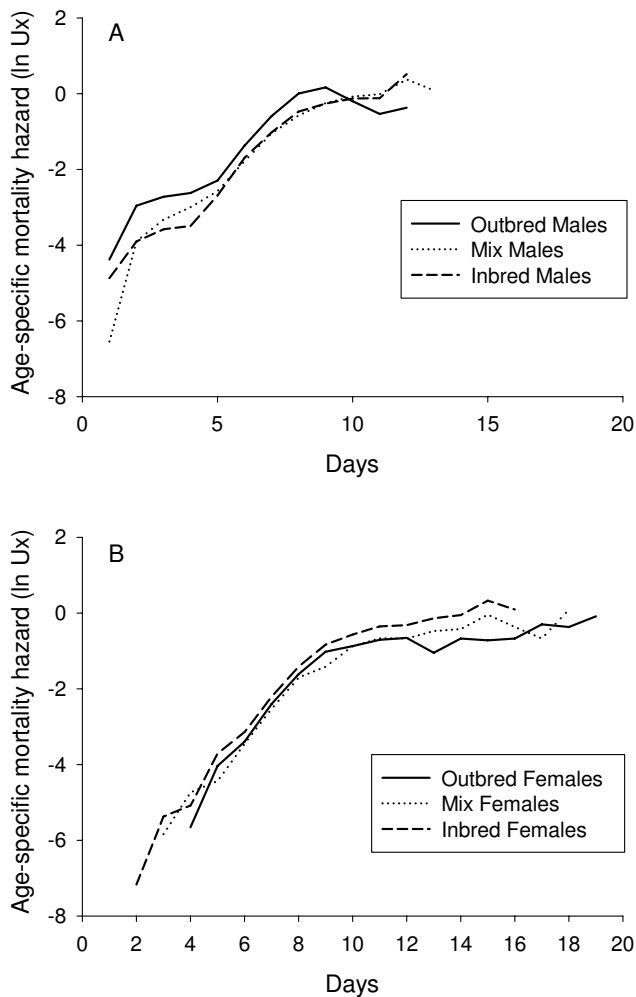 A
Age-specific mortality hazard (ln Ux)
2
0
-2
-4
-6
-8
Outbred Males
Mix Males
Inbred Males
0 5 10 15 20
Days
B
Age-specific mortality hazard (ln Ux)
2
0
-2
-4
-6
-8
Outbred Females
Mix Females
Inbred Females
0 2 4 6 8 10 12 14 16 18 20
Days